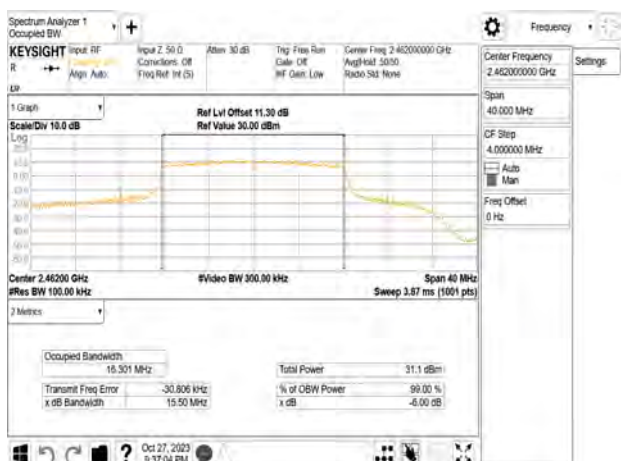 Spectrum Analyzer 1
Occupied BW
Frequency
KEYSIGHT
Input: RF
Input Z: 50 Ω
Atten: 30 dB
Trig: Free Run
Center Freq: 2.462000000 GHz
R
Corrections: Off
Gate: Off
Avg|Hold: 50/50
Align: Auto
Freq Ref: Int (S)
#IF Gain: Low
Radio Std: None
Center Frequency
2.462000000 GHz
Settings
Span
40.000 MHz
CF Step
4.000000 MHz
Auto
Man
Freq Offset
0 Hz
1 Graph
Scale/Div 10.0 dB
Ref Lvl Offset 11.30 dB
Ref Value 30.00 dBm
Log
Center 2.46200 GHz
#Video BW 300.00 kHz
Span 40 MHz
#Res BW 100.00 kHz
Sweep 3.87 ms (1001 pts)
2 Metrics
Occupied Bandwidth
16.301 MHz
Total Power
31.1 dBm
Transmit Freq Error
-30.806 kHz
% of OBW Power
99.00 %
x dB Bandwidth
15.50 MHz
x dB
-6.00 dB
?
Oct 27, 2023
9:37:04 PM